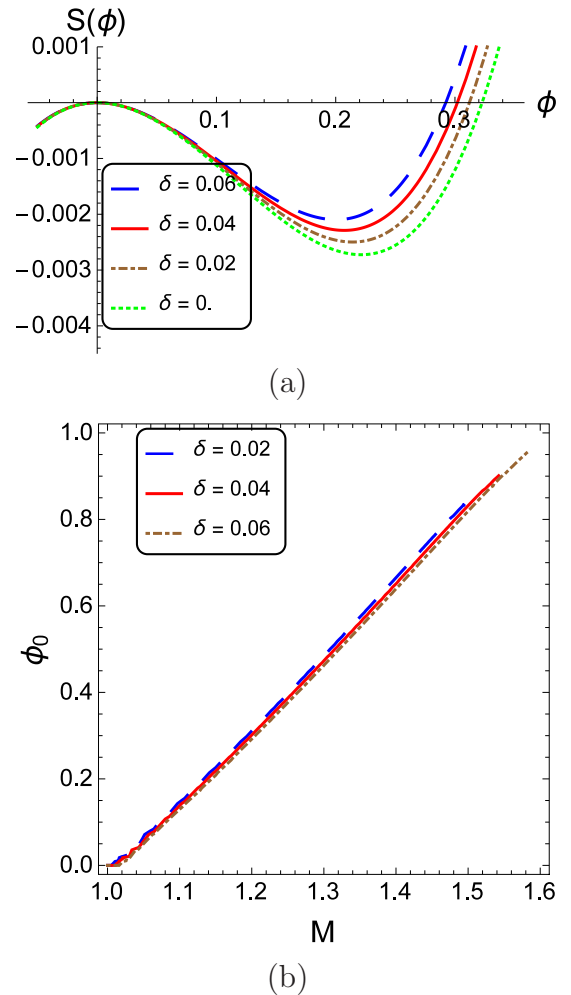 S(ϕ)
0.001
0.1 0.2 0.3 ϕ
−0.001
−0.002
−0.003
−0.004
δ = 0.06
δ = 0.04
δ = 0.02
δ = 0.
(a)
1.0
0.8
0.6
0.4
0.2
0.0
ϕ₀
δ = 0.02
δ = 0.04
δ = 0.06
1.0 1.1 1.2 1.3 1.4 1.5 1.6
M
(b)